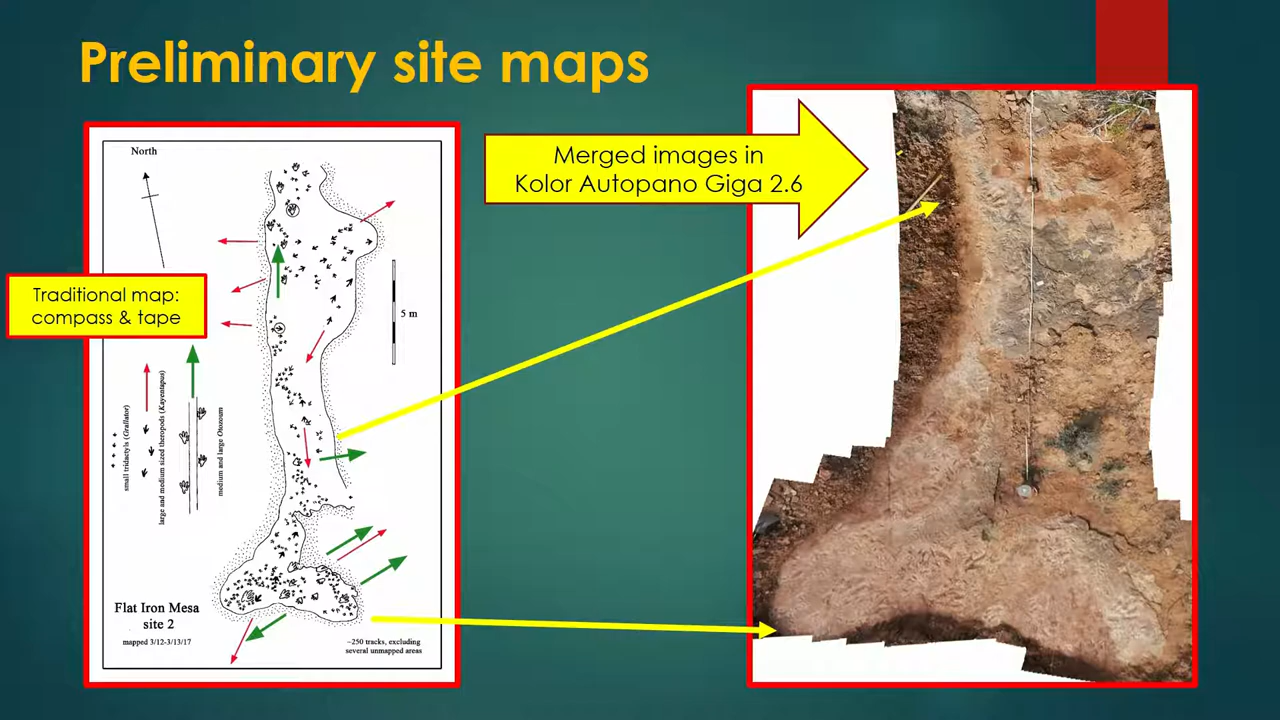 Preliminary site maps
Merged images in
Kolor Autopano Giga 2.6
North
Traditional map:
compass & tape
5 m
small tridactyls (Grallator)
large and medium sized theropods (Kayentapus)
medium and large Otozoum
Flat Iron Mesa
site 2
mapped 3/12-3/13/17
~250 tracks, excluding
several unmapped areas